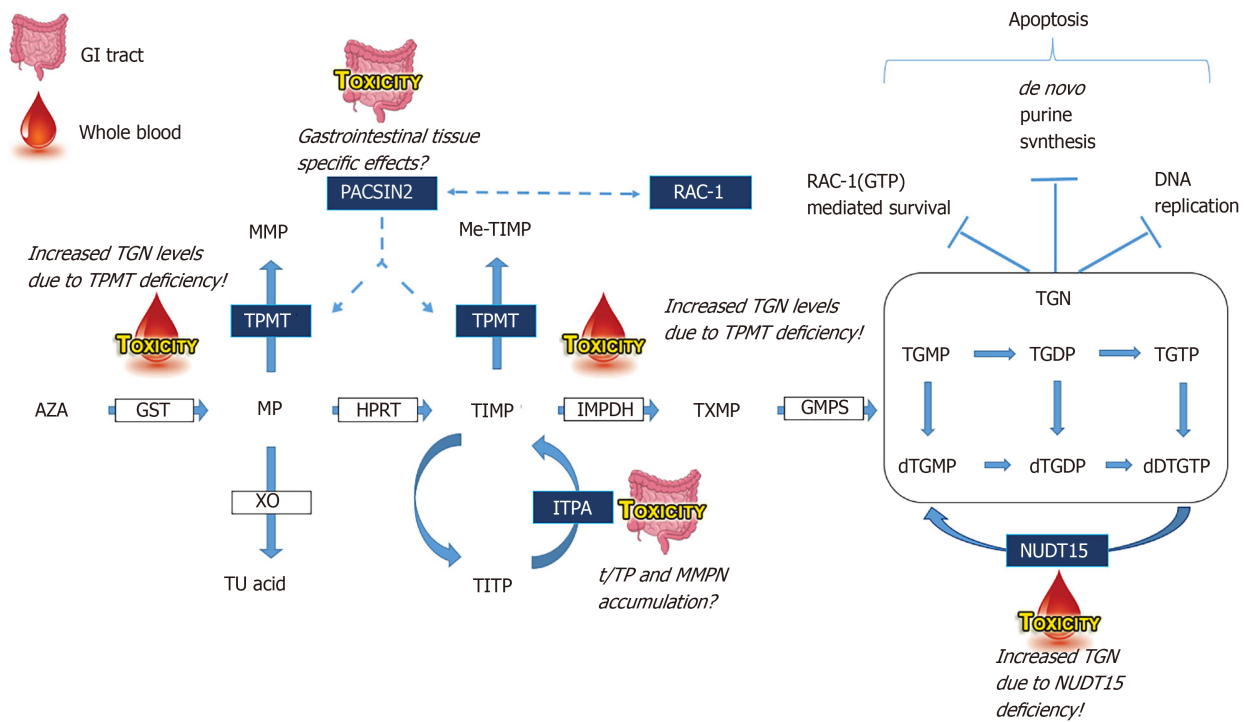 GI tract
Whole blood
TOXICITY
Gastrointestinal tissue
specific effects?
PACSIN2
RAC-1
Apoptosis
de novo
purine
svnthesis
RAC-1(GTP)
mediated survival
DNA
replication
MMP
Me-TIMP
Increased TGN levels
due to TPMT deficiency!
TOXICITY
TPMT
TPMT
TOXICITY
Increased TGN levels
due to TPMT deficiency!
TGN
TGMP
TGDP
TGTP
AZA
GST
MP
HPRT
TIMP
IMPDH
TXMP
GMPS
dTGMP
dTGDP
dDTGTP
XO
ITPA
TOXICITY
TU acid
TITP
t/TP and MMPN
accumulation?
NUDT15
TOXICITY
Increased TGN
due to NUDT15
deficiency!